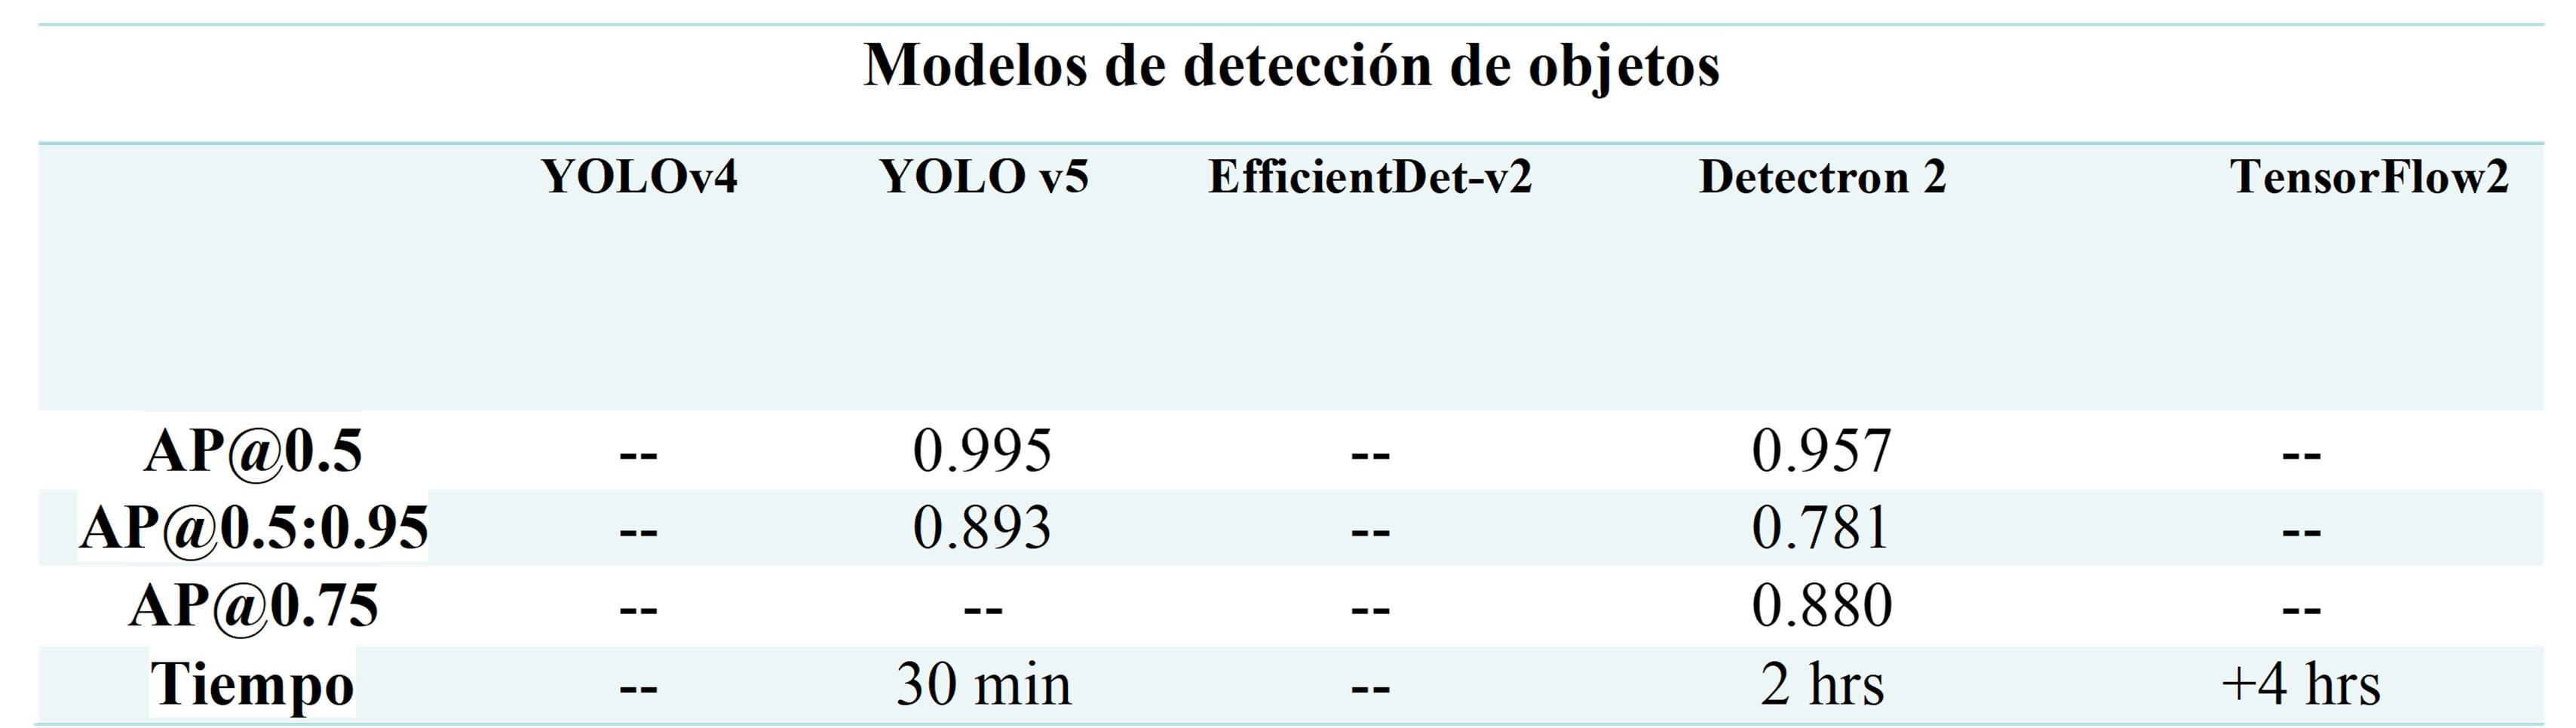 Modelos de detección de objetos
YOLOv4 YOLO v5 EfficientDet-v2 Detectron 2 TensorFlow2
AP@0.5 -- 0.995 -- 0.957 --
AP@0.5:0.95 -- 0.893 -- 0.781 --
AP@0.75 -- -- -- 0.880 --
Tiempo -- 30 min -- 2 hrs +4 hrs